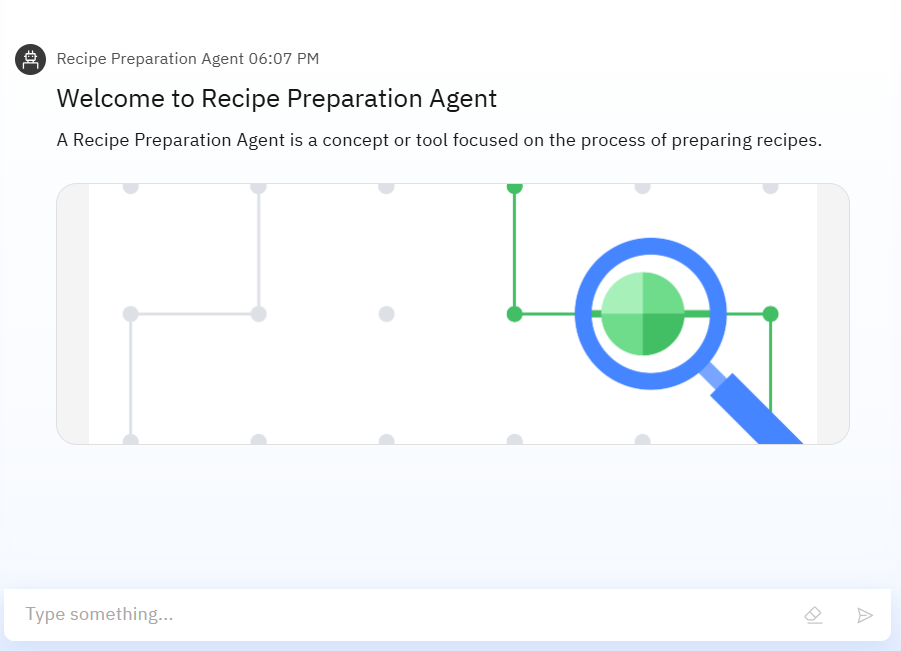 Recipe Preparation Agent 06:07 PM
Welcome to Recipe Preparation Agent
A Recipe Preparation Agent is a concept or tool focused on the process of preparing recipes.
Type something...